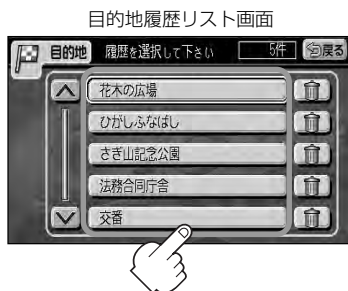 目的地履歴リスト画面
目的地 履歴を選択して下さい 5件 戻る
花木の広場
ひがしふなばし
さぎ山記念公園
法務合同庁舎
交番